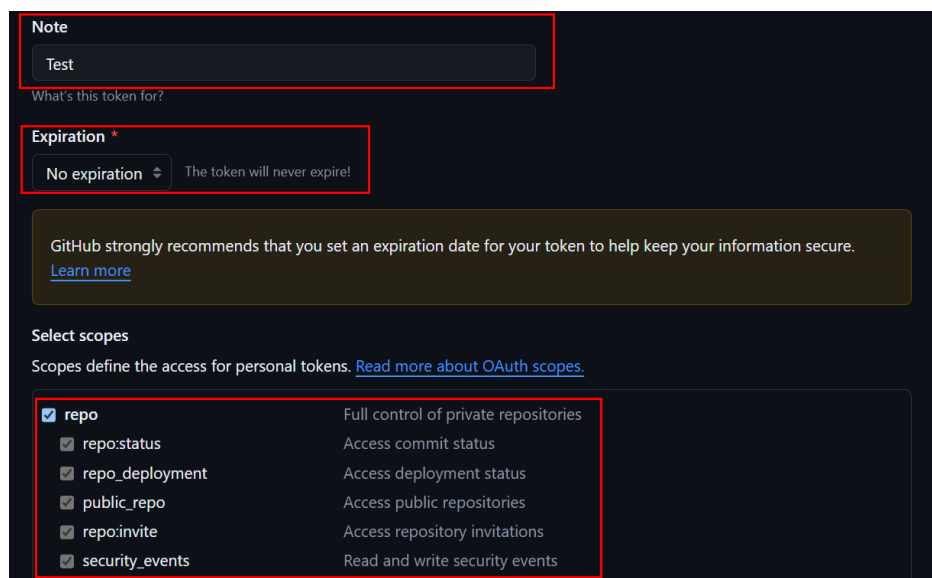 Note
Test
What's this token for?
Expiration *
No expiration The token will never expire!
GitHub strongly recommends that you set an expiration date for your token to help keep your information secure.
Learn more
Select scopes
Scopes define the access for personal tokens. Read more about OAuth scopes.
repo Full control of private repositories
repo:status Access commit status
repo_deployment Access deployment status
public_repo Access public repositories
repo:invite Access repository invitations
security_events Read and write security events